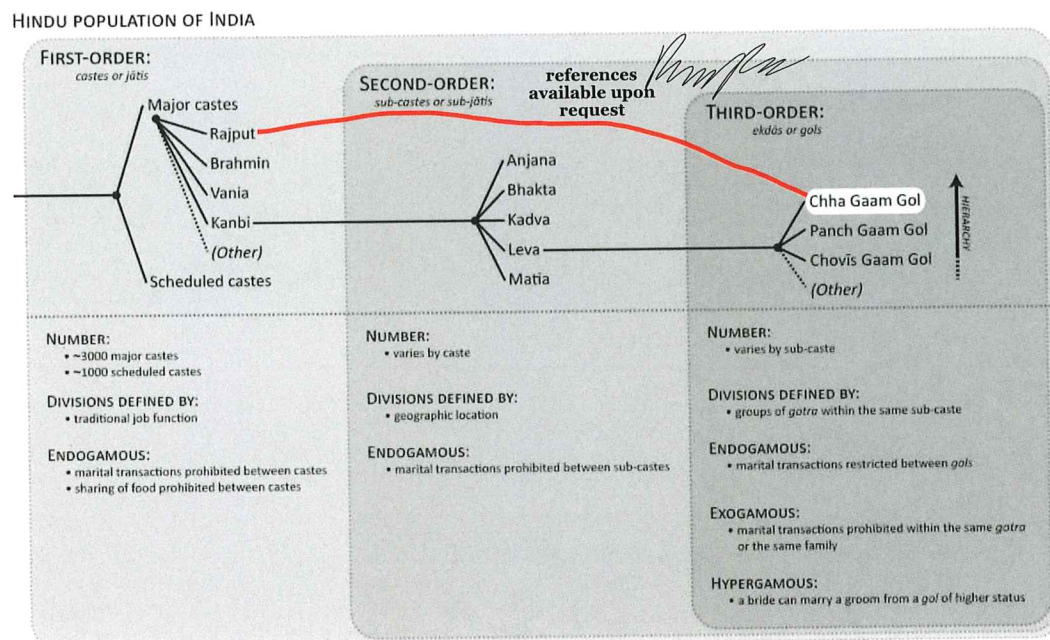 HINDU POPULATION OF INDIA
FIRST-ORDER:
castes or jātis
Major castes
Rajput
Brahmin
Vania
Kanbi
(Other)
Scheduled castes
NUMBER:
• ~3000 major castes
• ~1000 scheduled castes
DIVISIONS DEFINED BY:
• traditional job function
ENDOGAMOUS:
• marital transactions prohibited between castes
• sharing of food prohibited between castes
SECOND-ORDER:
sub-castes or sub-jātis
references
available upon
request
Anjana
Bhakta
Kadva
Leva
Matia
NUMBER:
• varies by caste
DIVISIONS DEFINED BY:
• geographic location
ENDOGAMOUS:
• marital transactions prohibited between sub-castes
THIRD-ORDER:
ekdās or gols
Chha Gaam Gol
Panch Gaam Gol
Chovīs Gaam Gol
(Other)
HIERARCHY
NUMBER:
• varies by sub-caste
DIVISIONS DEFINED BY:
• groups of gotra within the same sub-caste
ENDOGAMOUS:
• marital transactions restricted between gols
EXOGAMOUS:
• marital transactions prohibited within the same gotra
or the same family
HYPERGAMOUS:
• a bride can marry a groom from a gol of higher status